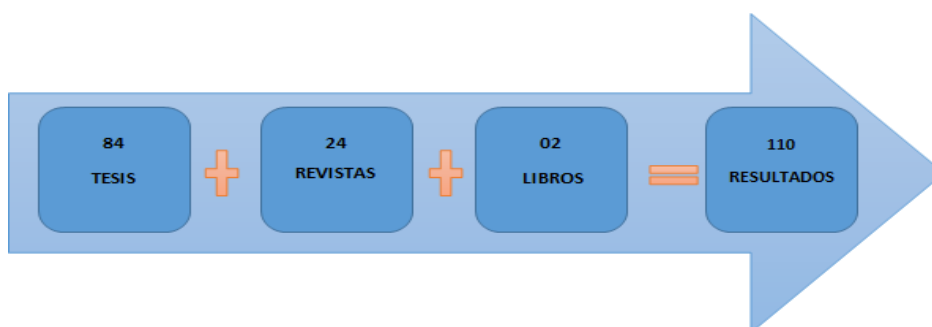 84
TESIS
24
REVISTAS
02
LIBROS
110
RESULTADOS